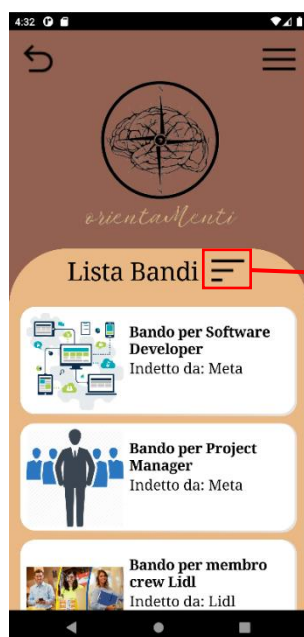 4:32
orientaMenti
Lista Bandi
Bando per Software
Developer
Indetto da: Meta
Bando per Project
Manager
Indetto da: Meta
Bando per membro
crew Lidl
Indetto da: Lidl